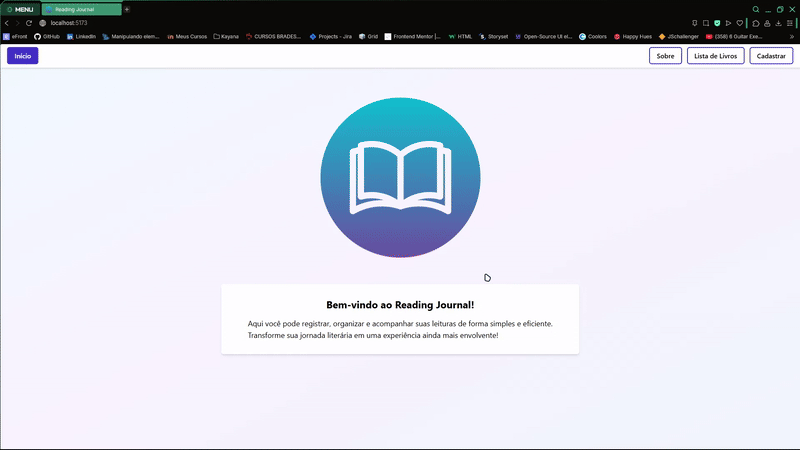 MENU
Reading Journal
localhost:5173
eFront
GitHub
LinkedIn
Manipulando elem...
Meus Cursos
Kayana
CURSOS BRADES...
Projects - Jira
Grid
Frontend Mentor |...
HTML
Storyset
Open-Source UI el...
Coolors
Happy Hues
JSchallenger
(358) 8 Guitar Exe...
Início
Sobre
Lista de Livros
Cadastrar
Bem-vindo ao Reading Journal!
Aqui você pode registrar, organizar e acompanhar suas leituras de forma simples e eficiente.
Transforme sua jornada literária em uma experiência ainda mais envolvente!